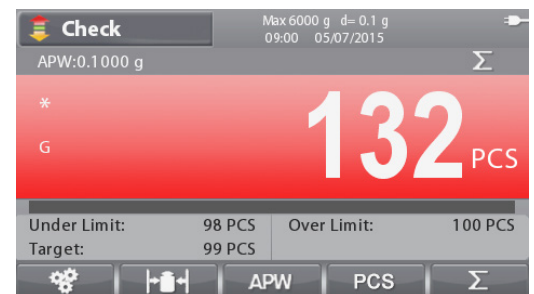 Check
Max 6000 g d= 0.1 g
09:00 05/07/2015
APW:0.1000 g
Σ
*
G
132 PCS
Under Limit: 98 PCS Over Limit: 100 PCS
Target: 99 PCS
APW PCS Σ